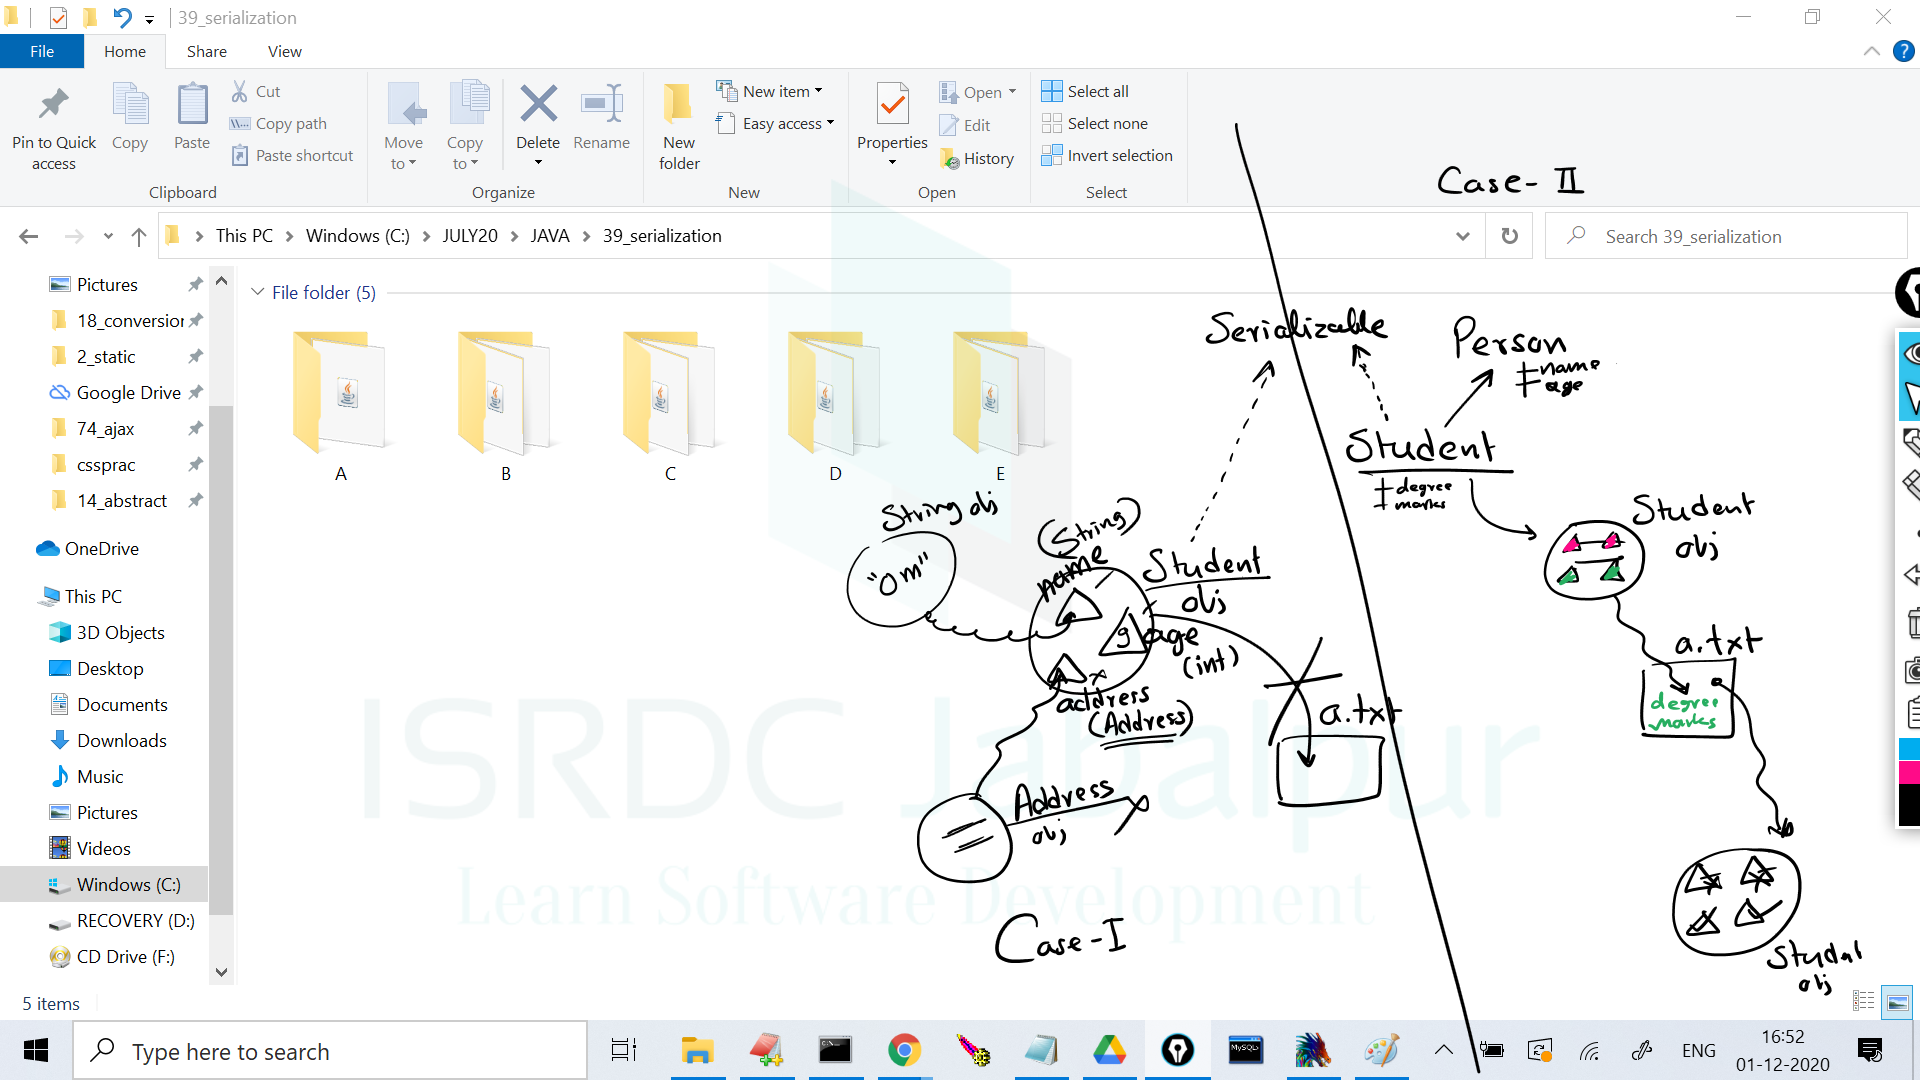 39_serialization
File
Home
Share
View
Pin to Quick access
Copy
Paste
Cut
Copy path
Paste shortcut
Clipboard
Move to
Copy to
Delete
Rename
Organize
New folder
New item
Easy access
New
Properties
Open
Edit
History
Open
Select all
Select none
Invert selection
Select
Case- II
This PC
Windows (C:)
JULY20
JAVA
39_serialization
Search 39_serialization
Pictures
18_conversion
2_static
Google Drive
74_ajax
cssprac
14_abstract
OneDrive
This PC
3D Objects
Desktop
Documents
Downloads
Music
Pictures
Videos
Windows (C:)
RECOVERY (D:)
CD Drive (F:)
File folder (5)
A
B
C
D
E
Serializable
Person
name
age
Student
degree
marks
Student
obj
a.txt
degree
marks
Student
obj
String obj
"Om"
(String)
name
Student
obj
9
age
(int)
address
(Address)
a.txt
Address
obj
Case-I
ISRDC Jabalpur
Learn Software Development
5 items
Type here to search
MySQL
ENG
16:52
01-12-2020